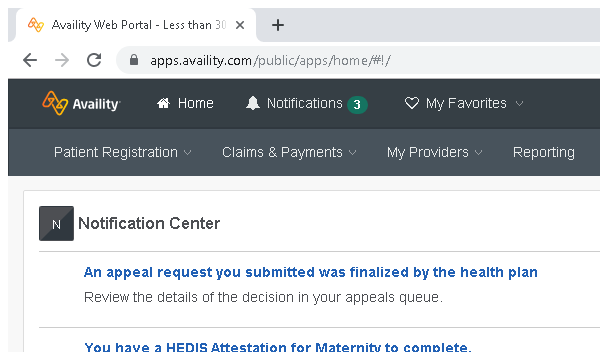 Availity Web Portal - Less than 30
apps.availity.com/public/apps/home/#!/
Availity Home Notifications 3 My Favorites
Patient Registration Claims & Payments My Providers Reporting
N Notification Center
An appeal request you submitted was finalized by the health plan
Review the details of the decision in your appeals queue.
You have a HEDIS Attestation for Maternity to complete.